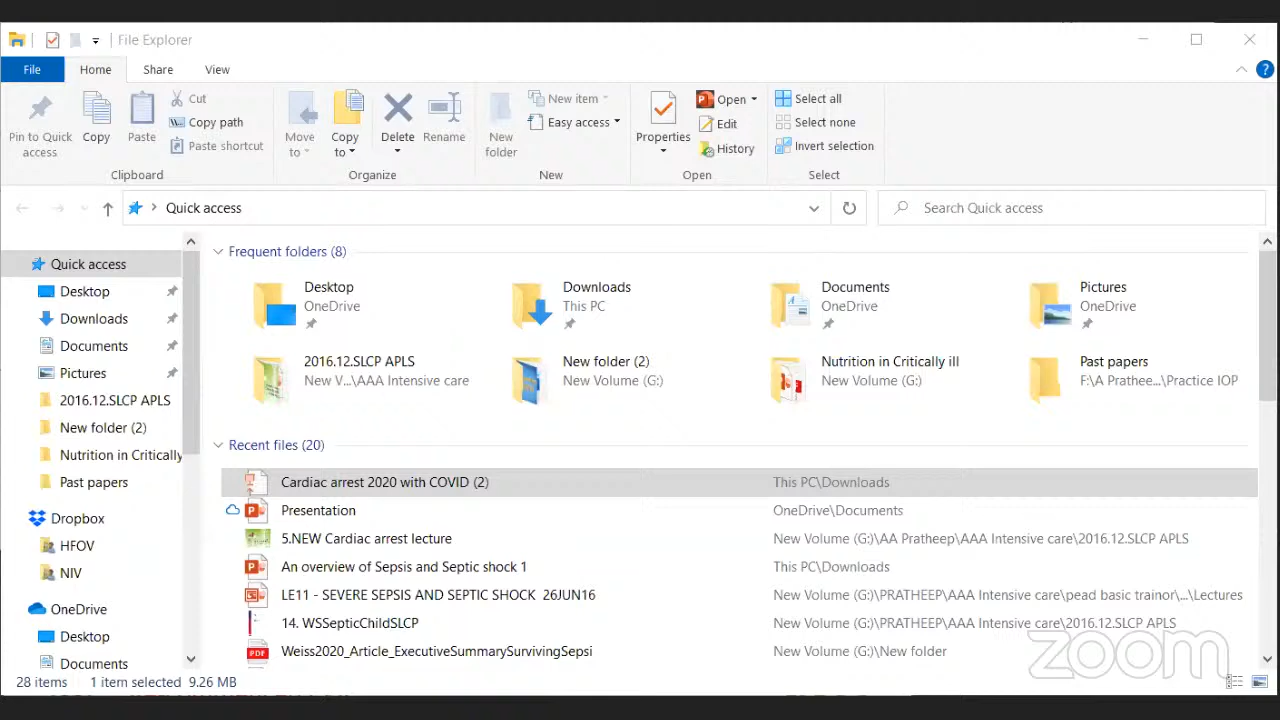 File Explorer
File Home Share View
Pin to Quick access
Copy
Paste
Cut
Copy path
Paste shortcut
Clipboard
Move to
Copy to
Delete
Rename
Organize
New folder
New item
Easy access
New
Properties
Open
Edit
History
Open
Select all
Select none
Invert selection
Select
Quick access
Search Quick access
Quick access
Desktop
Downloads
Documents
Pictures
2016.12.SLCP APLS
New folder (2)
Nutrition in Critically
Past papers
Dropbox
HFOV
NIV
OneDrive
Desktop
Documents
Frequent folders (8)
Desktop
OneDrive
Downloads
This PC
Documents
OneDrive
Pictures
OneDrive
2016.12.SLCP APLS
New V...\AAA Intensive care
New folder (2)
New Volume (G:)
Nutrition in Critically ill
New Volume (G:)
Past papers
F:\A Prathee...\Practice IOP
Recent files (20)
Cardiac arrest 2020 with COVID (2) This PC\Downloads
Presentation OneDrive\Documents
5.NEW Cardiac arrest lecture New Volume (G:)\AA Pratheep\AAA Intensive care\2016.12.SLCP APLS
An overview of Sepsis and Septic shock 1 This PC\Downloads
LE11 - SEVERE SEPSIS AND SEPTIC SHOCK 26JUN16 New Volume (G:)\PRATHEEP\AAA Intensive care\pead basic trainor\...\Lectures
14. WSSepticChildSLCP New Volume (G:)\PRATHEEP\AAA Intensive care\2016.12.SLCP APLS
Weiss2020_Article_ExecutiveSummarySurvivingSepsi New Volume (G:)\New folder
28 items 1 item selected 9.26 MB
zoom